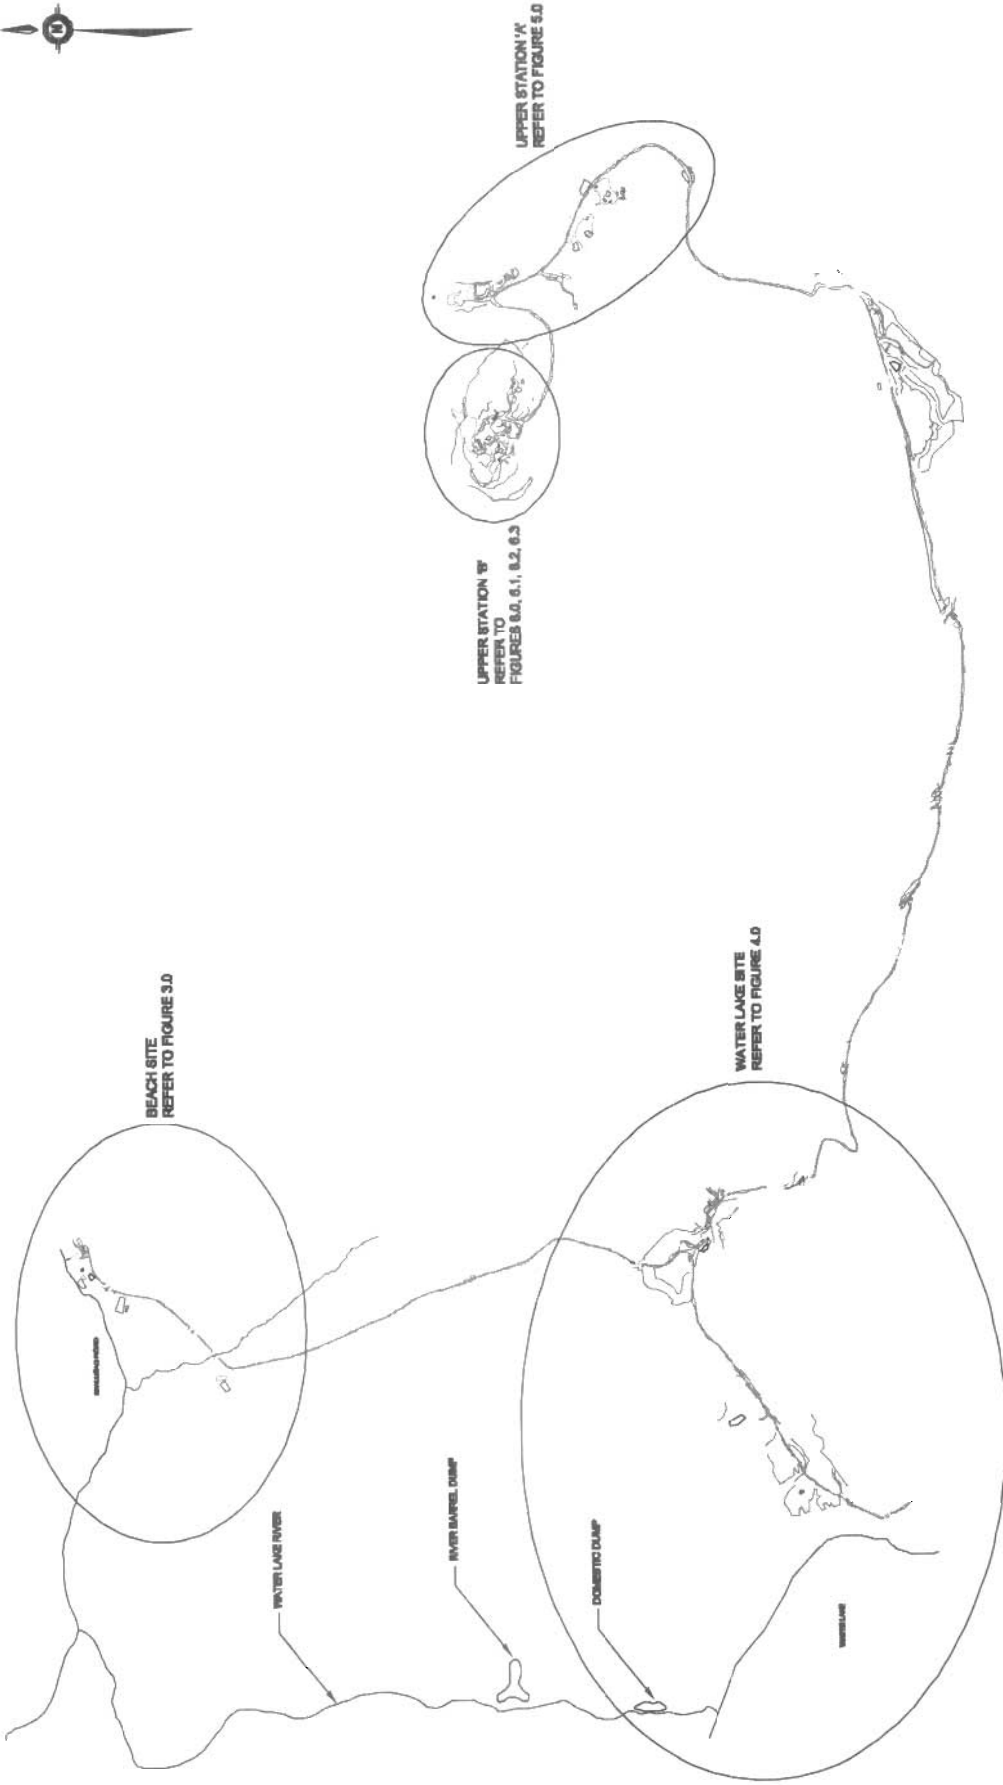 N
UPPER STATION 'A'
REFER TO FIGURE 5.0
UPPER STATION 'B'
REFER TO
FIGURES 6.0, 6.1, 6.2, 6.3
BEACH SITE
REFER TO FIGURE 3.0
WATER LAKE SITE
REFER TO FIGURE 4.0
WATER LAKE RIVER
RIVER BARREL DUMP
DOMESTIC DUMP
WATER LAKE